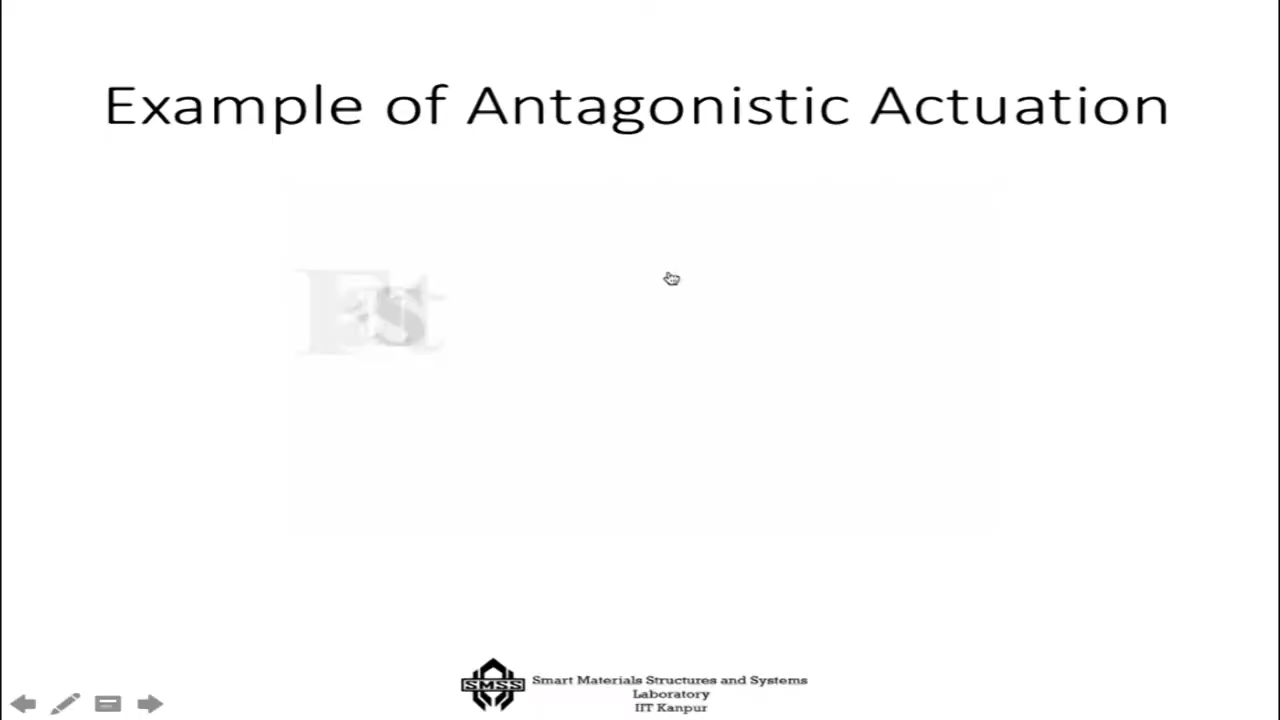 Example of Antagonistic Actuation
SMSS
Smart Materials Structures and Systems
Laboratory
IIT Kanpur